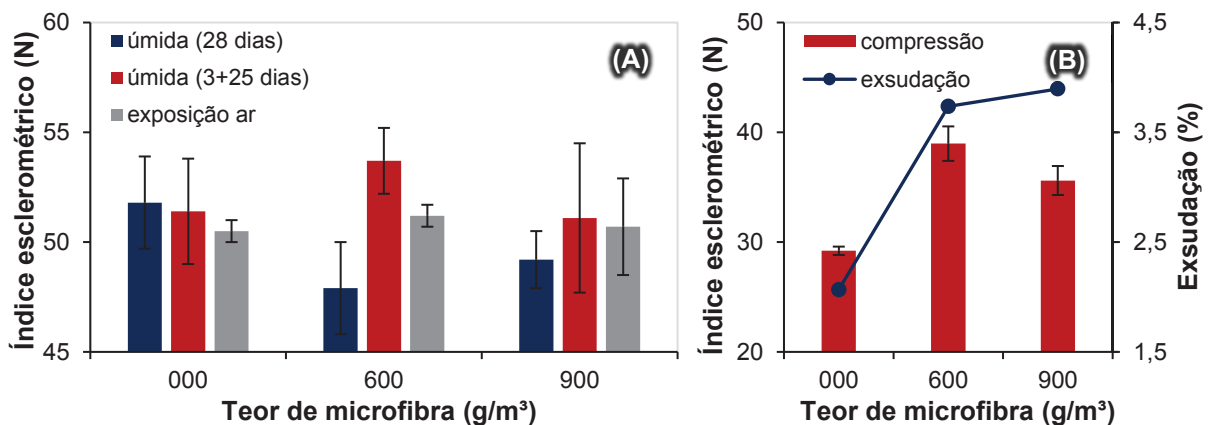 Índice esclerométrico (N)
60
55
50
45
úmida (28 dias)
úmida (3+25 dias)
exposição ar
(A)
000
600
900
Teor de microfibra (g/m³)
Índice esclerométrico (N)
50
40
30
20
compressão
exsudação
(B)
4,5
3,5
2,5
1,5
Exsudação (%)
000
600
900
Teor de microfibra (g/m³)